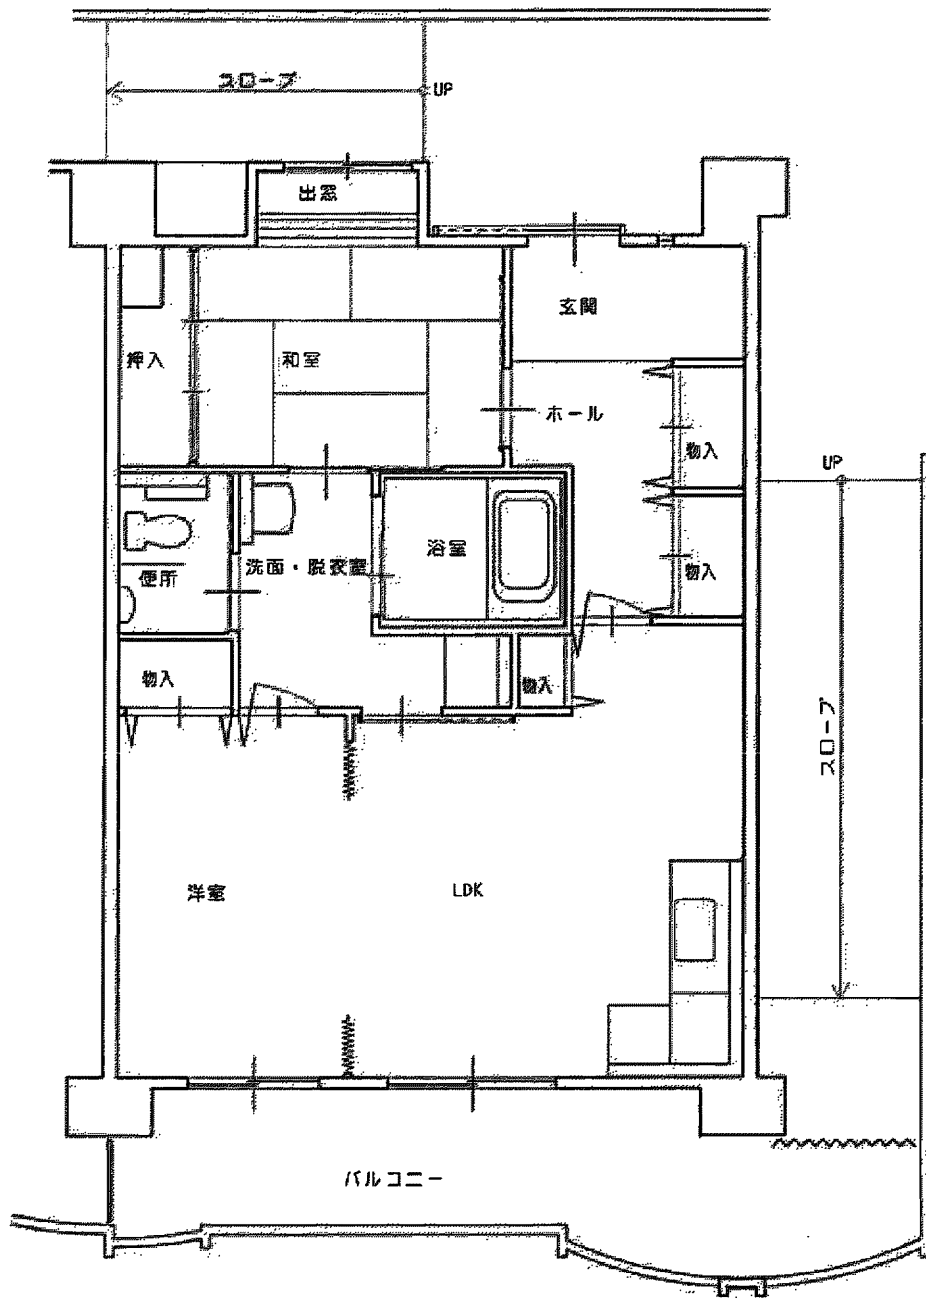 スロープ
UP
出窓
玄関
押入
和室
ホール
物入
UP
浴室
洗面・脱衣室
便所
物入
物入
物入
スロープ
洋室
LDK
バルコニー